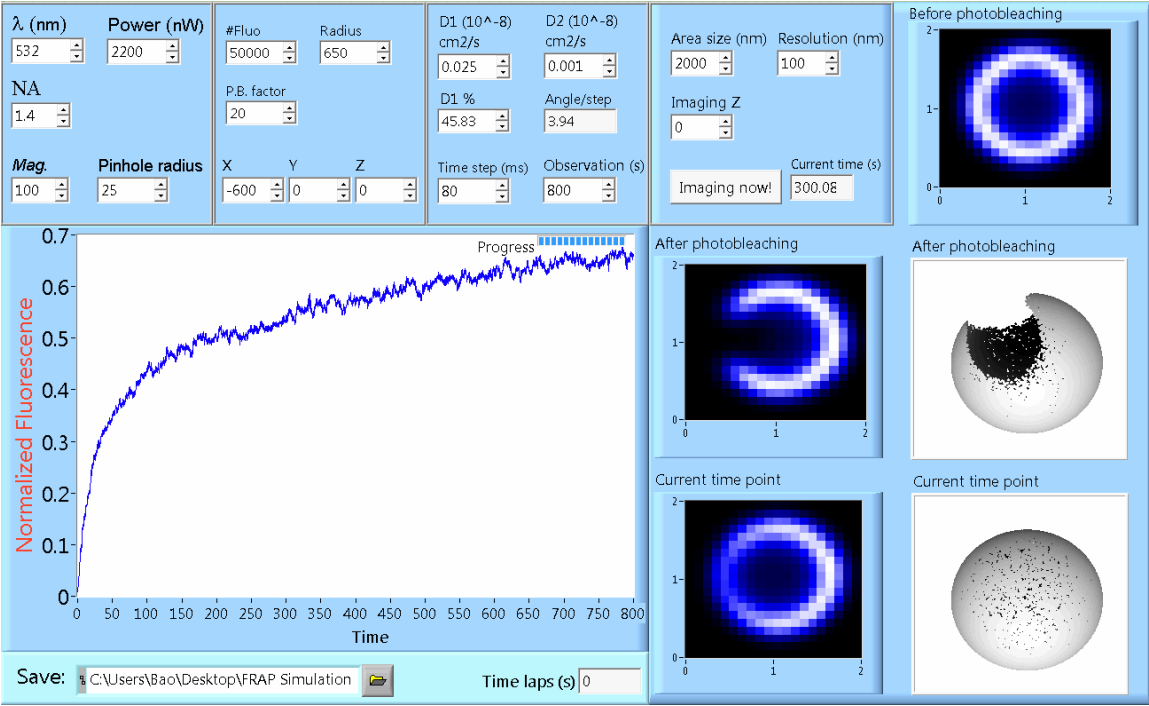 λ (nm) Power (nW)
532 2200
NA
1.4
Mag. Pinhole radius
100 25
#Fluo Radius
50000 650
P.B. factor
20
X Y Z
-600 0 0
D1 (10^-8) D2 (10^-8)
cm2/s cm2/s
0.025 0.001
D1 % Angle/step
45.83 3.94
Time step (ms) Observation (s)
80 800
Area size (nm) Resolution (nm)
2000 100
Imaging Z
0
Current time (s)
Imaging now! 300.08
Before photobleaching
2-
1-
0-
0 1 2
Progress
Normalized Fluorescence
0.7-
0.6-
0.5-
0.4-
0.3-
0.2-
0.1-
0-
0 50 100 150 200 250 300 350 400 450 500 550 600 650 700 750 800
Time
After photobleaching
2-
1-
0-
0 1 2
After photobleaching
Current time point
2-
1-
0-
0 1 2
Current time point
Save: C:\Users\Bao\Desktop\FRAP Simulation
Time laps (s) 0